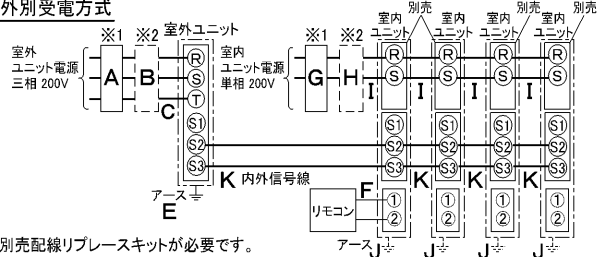 外別受電方式
※1 ※2 室外ユニット ※1 ※2 室内ユニット 別売 室内ユニット 別売 室内ユニット 別売 室内ユニット 別売
室外
ユニット電源
三相 200V
A B C
R
S
T
S1
S2
S3
室内
ユニット電源
単相 200V
G H I I I I
R S R S R S R S
S1 S2 S3 S1 S2 S3 S1 S2 S3 S1 S2 S3
K 内外信号線 K K K
アース
E
リモコン
F
① ② ① ② ① ② ① ②
アース J J J J
別売配線リプレースキットが必要です。